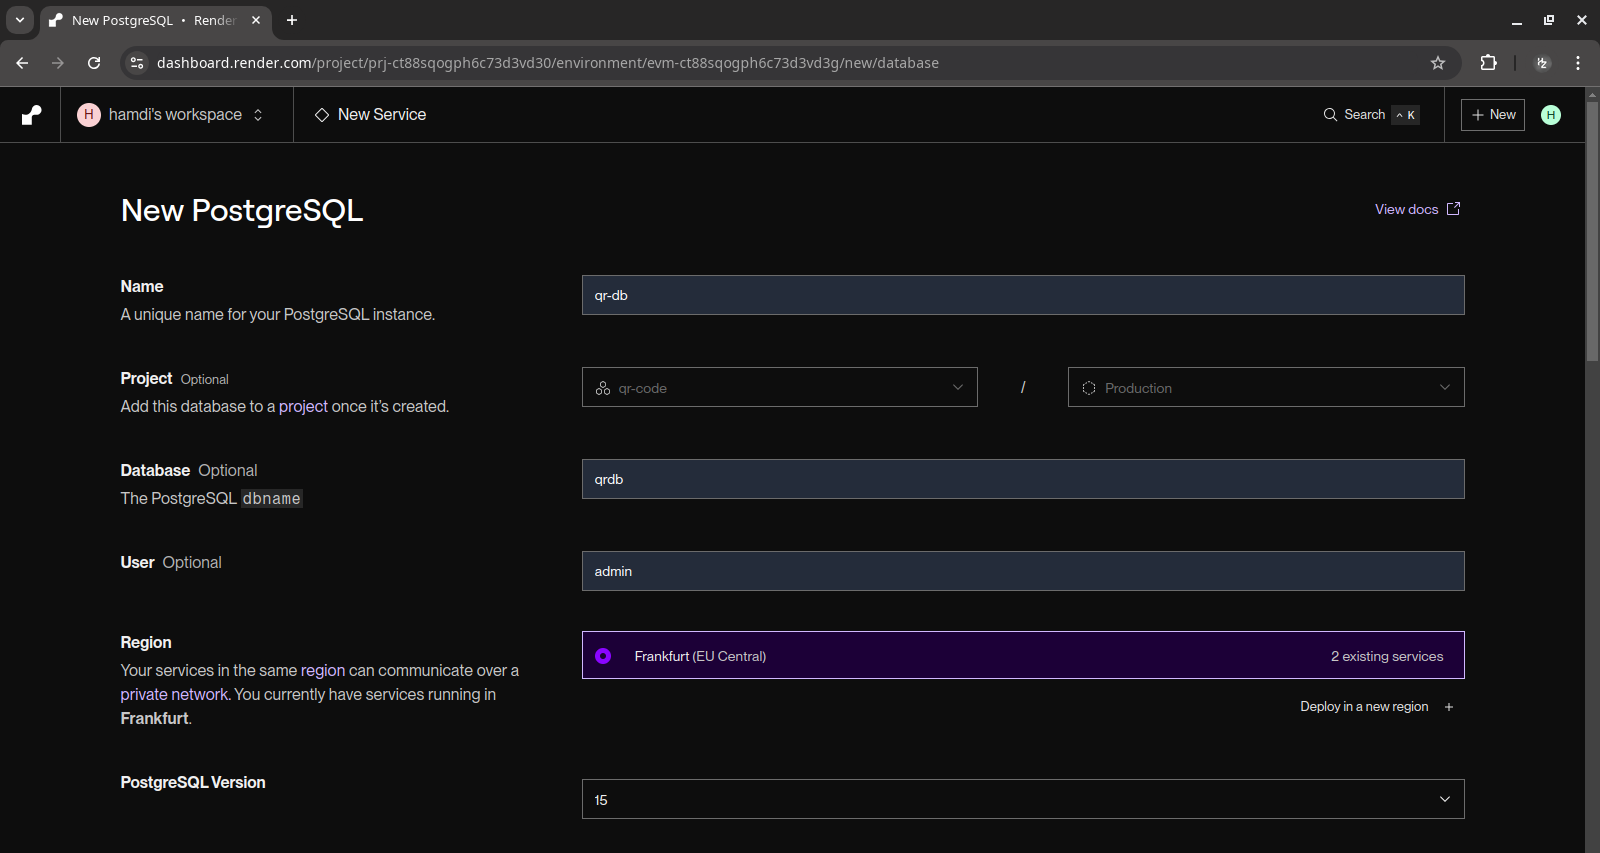 New PostgreSQL • Render
dashboard.render.com/project/prj-ct88sqogph6c73d3vd30/environment/evm-ct88sqogph6c73d3vd3g/new/database
H hamdi's workspace New Service Search ^ K + New H
New PostgreSQL View docs
Name
A unique name for your PostgreSQL instance.
qr-db
Project Optional
Add this database to a project once it's created.
qr-code / Production
Database Optional
The PostgreSQL dbname
qrdb
User Optional
admin
Region
Your services in the same region can communicate over a
private network. You currently have services running in
Frankfurt.
Frankfurt (EU Central) 2 existing services
Deploy in a new region +
PostgreSQL Version
15